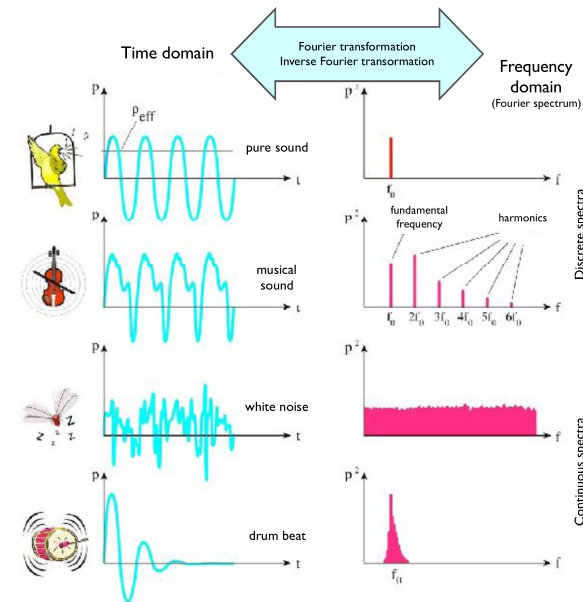 Time domain
Fourier transformation
Inverse Fourier transormation
Frequency
domain
(Fourier spectrum)
p
p eff
pure sound
t
p²
f₀
f
Discrete spectra
p
musical
sound
t
p²
fundamental
frequency
harmonics
f₀ 2f₀ 3f₀ 4f₀ 5f₀ 6f₀
f
p
white noise
t
z z z z
p²
f
Continuous spectra
p
drum beat
t
p²
f₀
f